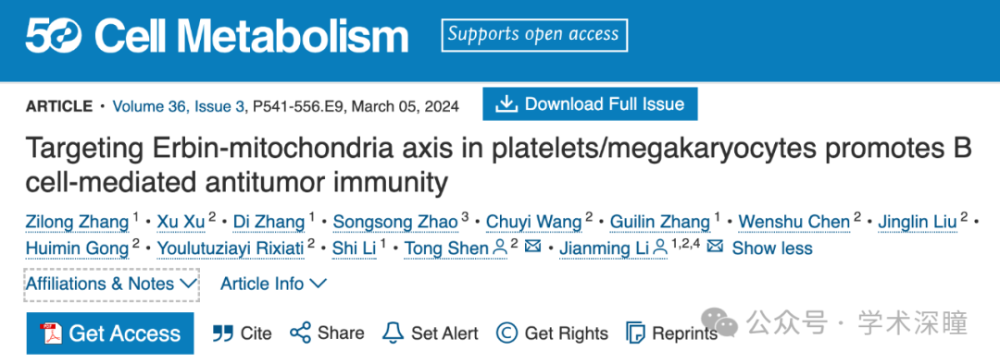 50 Cell Metabolism Supports open access
ARTICLE • Volume 36, Issue 3, P541-556.E9, March 05, 2024 Download Full Issue
Targeting Erbin-mitochondria axis in platelets/megakaryocytes promotes B
cell-mediated antitumor immunity
Zilong Zhang 1 • Xu Xu 2 • Di Zhang 1 • Songsong Zhao 3 • Chuyi Wang 2 • Guilin Zhang 1 • Wenshu Chen 2 • Jinglin Liu 2 •
Huimin Gong 2 • Youlutuziayi Rixiati 2 • Shi Li 1 • Tong Shen 2 • Jianming Li 1,2,4 Show less
Affiliations & Notes Article Info
PDF Get Access Cite Share Set Alert Get Rights Reprints
公众号 · 学术深瞳